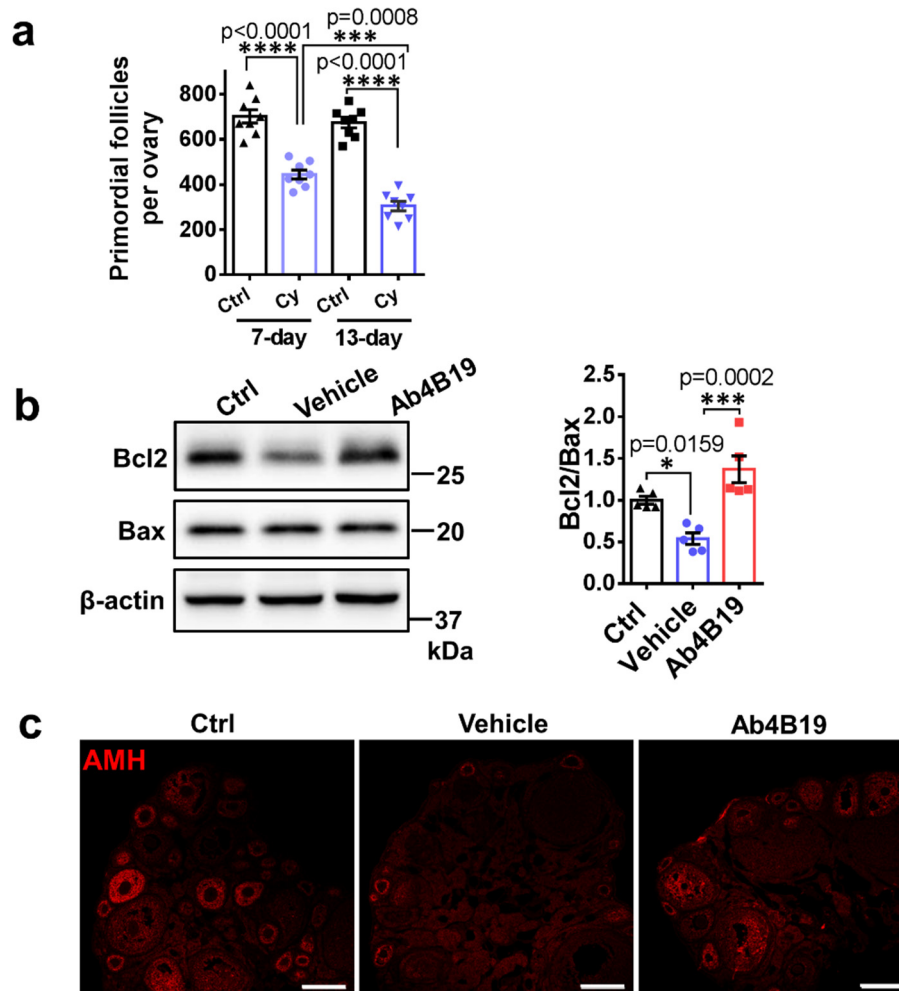 a
p=0.0008
p<0.0001 ***
****
p<0.0001
****
Primordial follicles
per ovary
800
600
400
200
0
Ctrl Cy Ctrl Cy
7-day 13-day
b
Ctrl Vehicle Ab4B19
Bcl2
25
Bax
20
β-actin
37
kDa
Bcl2/Bax
2.5
2.0
1.5
1.0
0.5
0.0
p=0.0002
***
p=0.0159
*
Ctrl Vehicle Ab4B19
c
Ctrl Vehicle Ab4B19
AMH